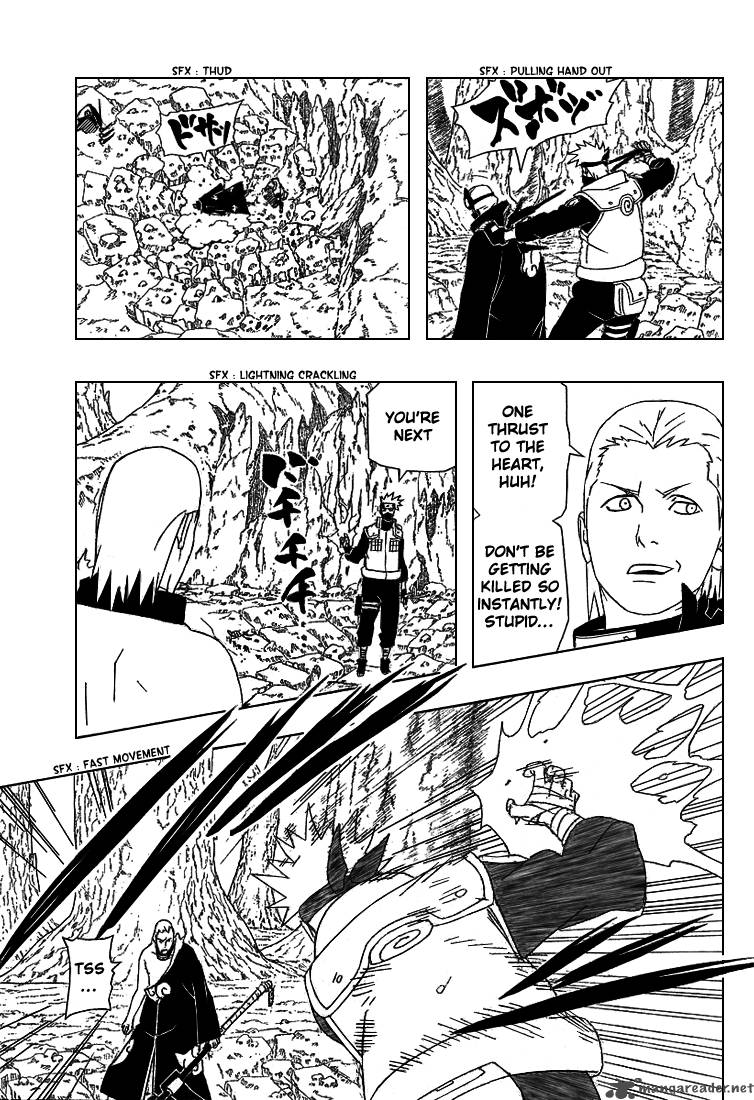 SFX : PULLING HAND OUT
ズボッ
SFX : THUD
ドサッ
ONE
THRUST
TO THE
HEART,
HUH!
DON'T BE
GETTING
KILLED SO
INSTANTLY!
STUPID...
SFX : LIGHTNING CRACKLING
YOU'RE
NEXT
バチチチ
SFX : FAST MOVEMENT
TSS
...
mangareader.net